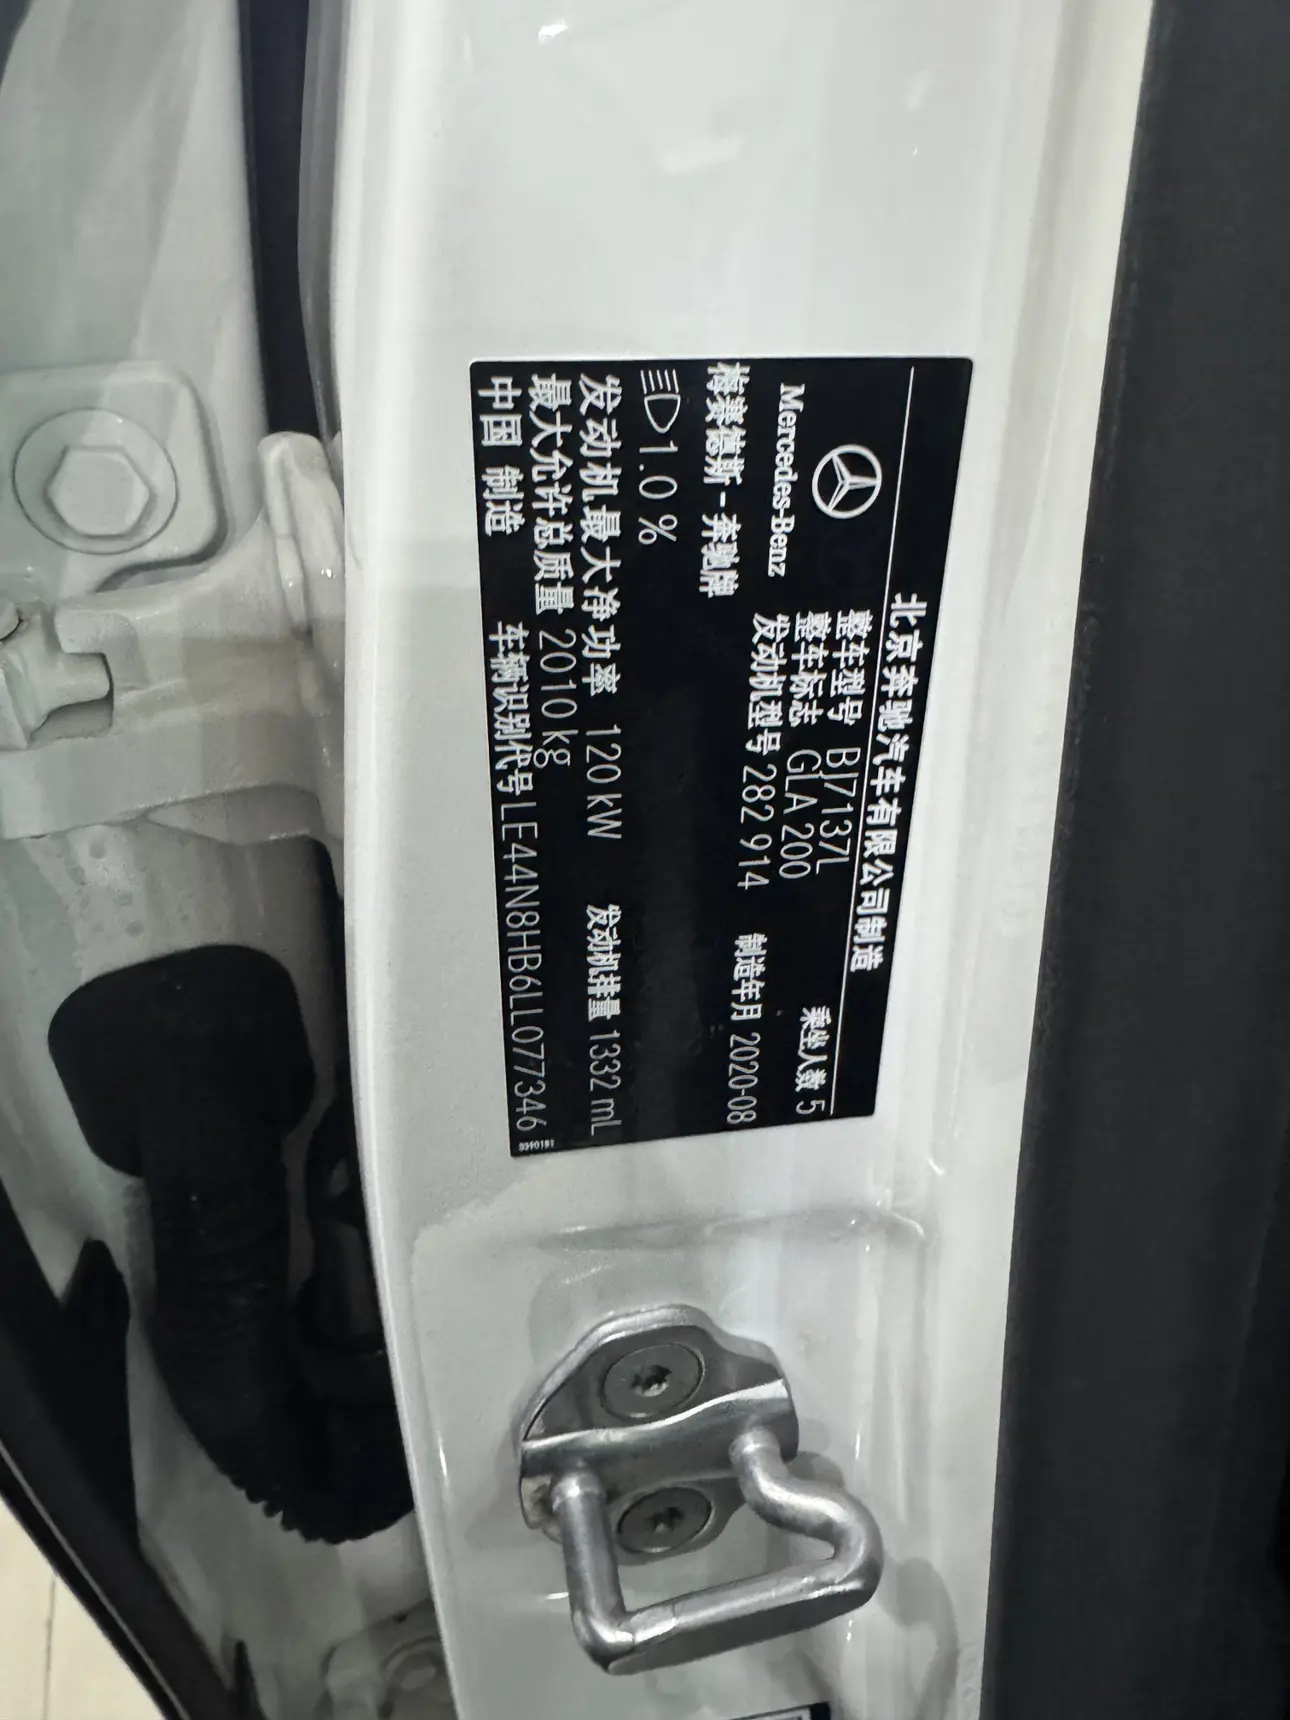 北京奔驰汽车有限公司制造
Mercedes-Benz
整车型号 BJ7137L
整车标志 GLA 200
乘坐人数 5
梅赛德斯-奔驰牌
发动机型号 282 914
制造年月 2020-08
1.0 %
发动机最大净功率 120 kW
发动机排量 1332 mL
最大允许总质量 2010 kg
中国 制造
车辆识别代号 LE44N8HB6LL077346